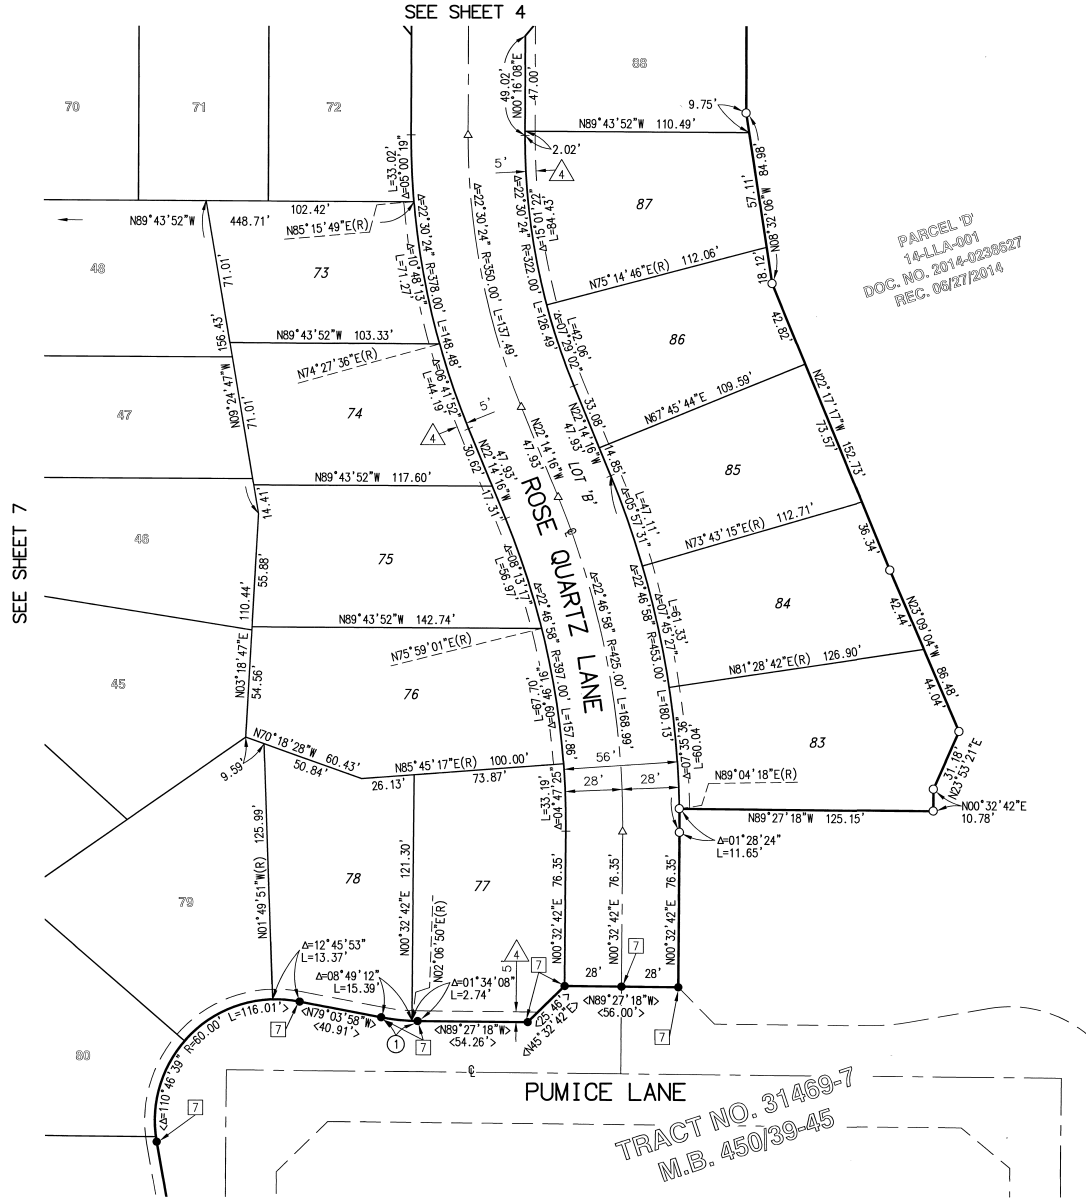 SEE SHEET 4
88
70
71
72
L=33.02'
Δ=05°00'19"
49.02'
N00°16'08"E
47.00'
9.75'
N89°43'52"W 110.49'
2.02'
5'
4
N89°43'52"W 448.71'
102.42'
N85°15'49"E(R)
Δ=22°30'24" R=378.00' L=148.48'
Δ=10°48'13"
L=71.27'
Δ=22°30'24" R=350.00' L=137.49'
Δ=22°30'24" R=322.00' L=126.49'
Δ=15°01'22"
L=84.43'
87
57.11'
N08°32'06"W 84.98'
18.12'
PARCEL 'D'
14-LLA-001
DOC. NO. 2014-0238627
REC. 06/27/2014
48
73
71.01'
N75°14'46"E(R) 112.06'
42.82'
N89°43'52"W 103.33'
N74°27'36"E(R)
N09°24'47"W 156.43'
71.01'
L=42.06'
Δ=07°29'02"
86
47
74
Δ=06°41'52"
L=44.19'
5'
4
30.62'
33.08'
N22°14'16"W
47.93'
N67°45'44"E 109.59'
N22°17'17"W 152.73'
73.57'
N22°14'16"W
47.93'
N22°14'16"W
47.93'
LOT 'B'
14.85'
85
N89°43'52"W 117.60'
17.31'
14.41'
SEE SHEET 7
46
75
55.88'
N03°18'47"E 110.44'
54.56'
ROSE QUARTZ LANE
℄
Δ=08°13'17"
L=56.97'
L=47.11'
Δ=05°57'31"
N73°43'15"E(R) 112.71'
36.34'
N89°43'52"W 142.74'
N75°59'01"E(R)
Δ=22°46'58" R=397.00' L=157.86'
Δ=22°46'58" R=425.00' L=168.99'
Δ=22°46'58" R=453.00' L=180.13'
L=61.33'
Δ=07°45'27"
84
42.44'
N23°09'04"W 86.48'
44.04'
N81°28'42"E(R) 126.90'
45
76
Δ=09°46'16"
L=67.70'
83
N70°18'28"W 60.43'
50.84'
9.59'
N85°45'17"E(R) 100.00'
26.13'
73.87'
56'
28'
28'
L=60.04'
Δ=07°35'36"
N89°04'18"E(R)
31.18'
N23°53'21"E
N00°32'42"E
10.78'
N89°27'18"W 125.15'
L=33.19'
Δ=04°47'25"
Δ=01°28'24"
L=11.65'
79
N01°49'51"W(R) 125.99'
78
N00°32'42"E 121.30'
77
N02°06'50"E(R)
N00°32'42"E 76.35'
N00°32'42"E 76.35'
N00°32'42"E 76.35'
Δ=12°45'53"
L=13.37'
Δ=08°49'12"
L=15.39'
Δ=01°34'08"
L=2.74'
5'
4
7
7
28'
28'
<N89°27'18"W>
<56.00'>
7
L=116.01'>
7
<N79°03'58"W>
<40.91'>
1
7
<N89°27'18"W>
<54.26'>
<25.46'>
<N45°32'42"E>
80
<Δ=110°46'39" R=60.00'
7
℄
PUMICE LANE
TRACT NO. 31469-7
M.B. 450/39-45